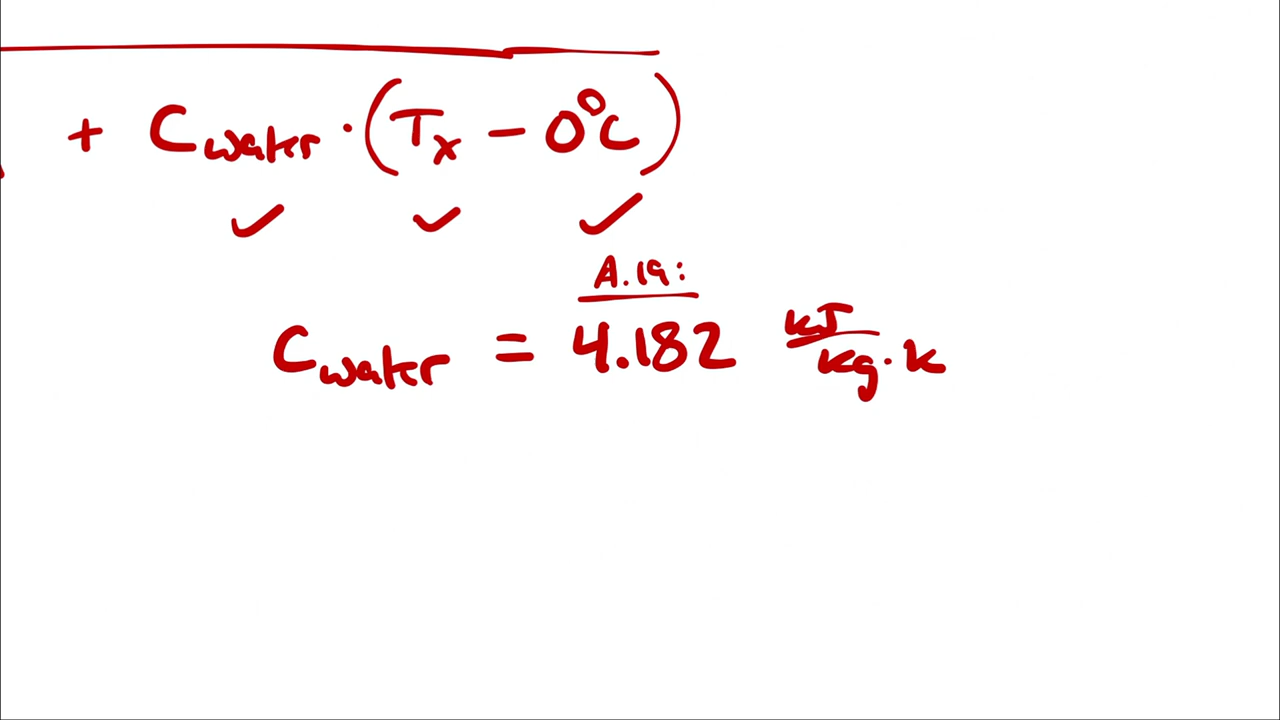 + Cwater · (Tx - 0°C)
A.19:
Cwater = 4.182 kJ/kg·K